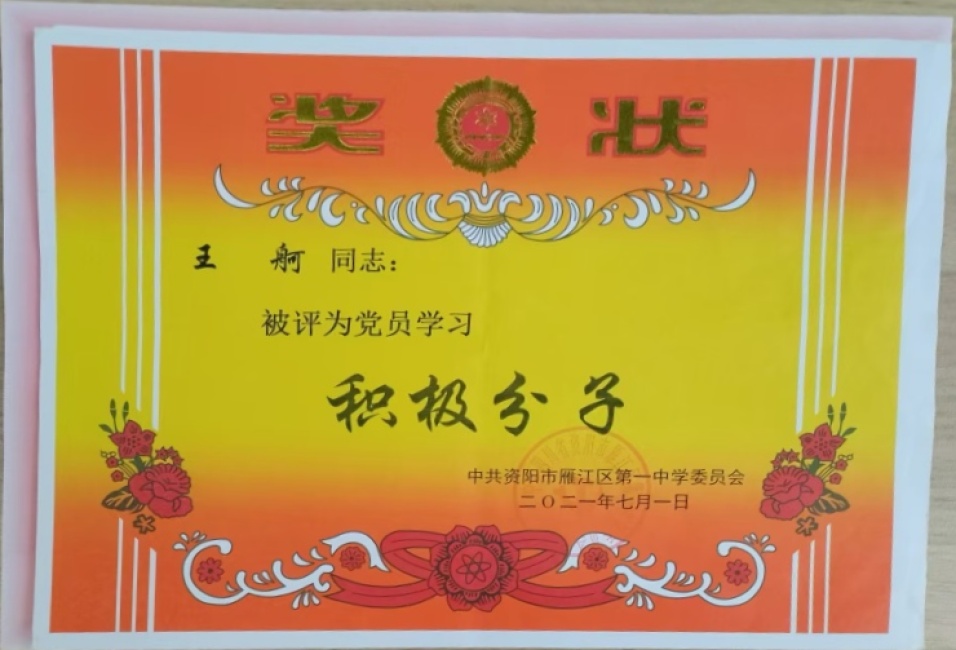 奖 状
王 舸 同志：
被评为党员学习
积极分子
中共资阳市雁江区第一中学委员会
二〇二一年七月一日